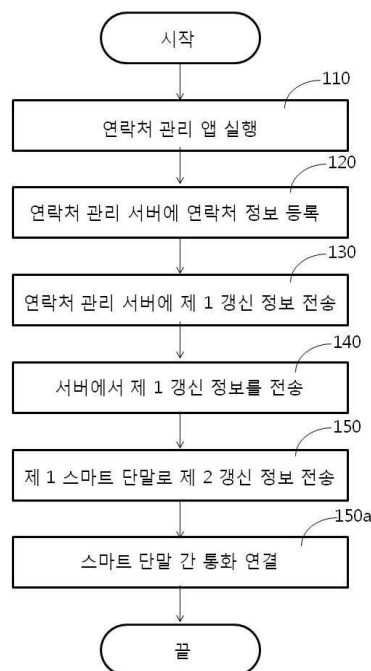 시작
110
연락처 관리 앱 실행
120
연락처 관리 서버에 연락처 정보 등록
130
연락처 관리 서버에 제 1 갱신 정보 전송
140
서버에서 제 1 갱신 정보를 전송
150
제 1 스마트 단말로 제 2 갱신 정보 전송
150a
스마트 단말 간 통화 연결
끝